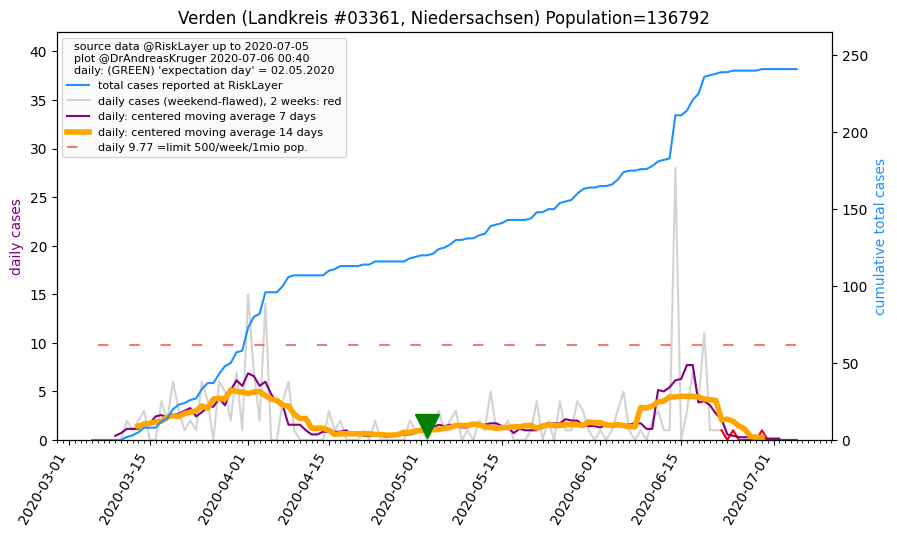 Verden (Landkreis #03361, Niedersachsen) Population=136792
source data @RiskLayer up to 2020-07-05
plot @DrAndreasKruger 2020-07-06 00:40
daily: (GREEN) 'expectation day' = 02.05.2020
total cases reported at RiskLayer
daily cases (weekend-flawed), 2 weeks: red
daily: centered moving average 7 days
daily: centered moving average 14 days
daily 9.77 =limit 500/week/1mio pop.
daily cases
40
35
30
25
20
15
10
5
0
cumulative total cases
250
200
150
100
50
0
2020-03-01
2020-03-15
2020-04-01
2020-04-15
2020-05-01
2020-05-15
2020-06-01
2020-06-15
2020-07-01